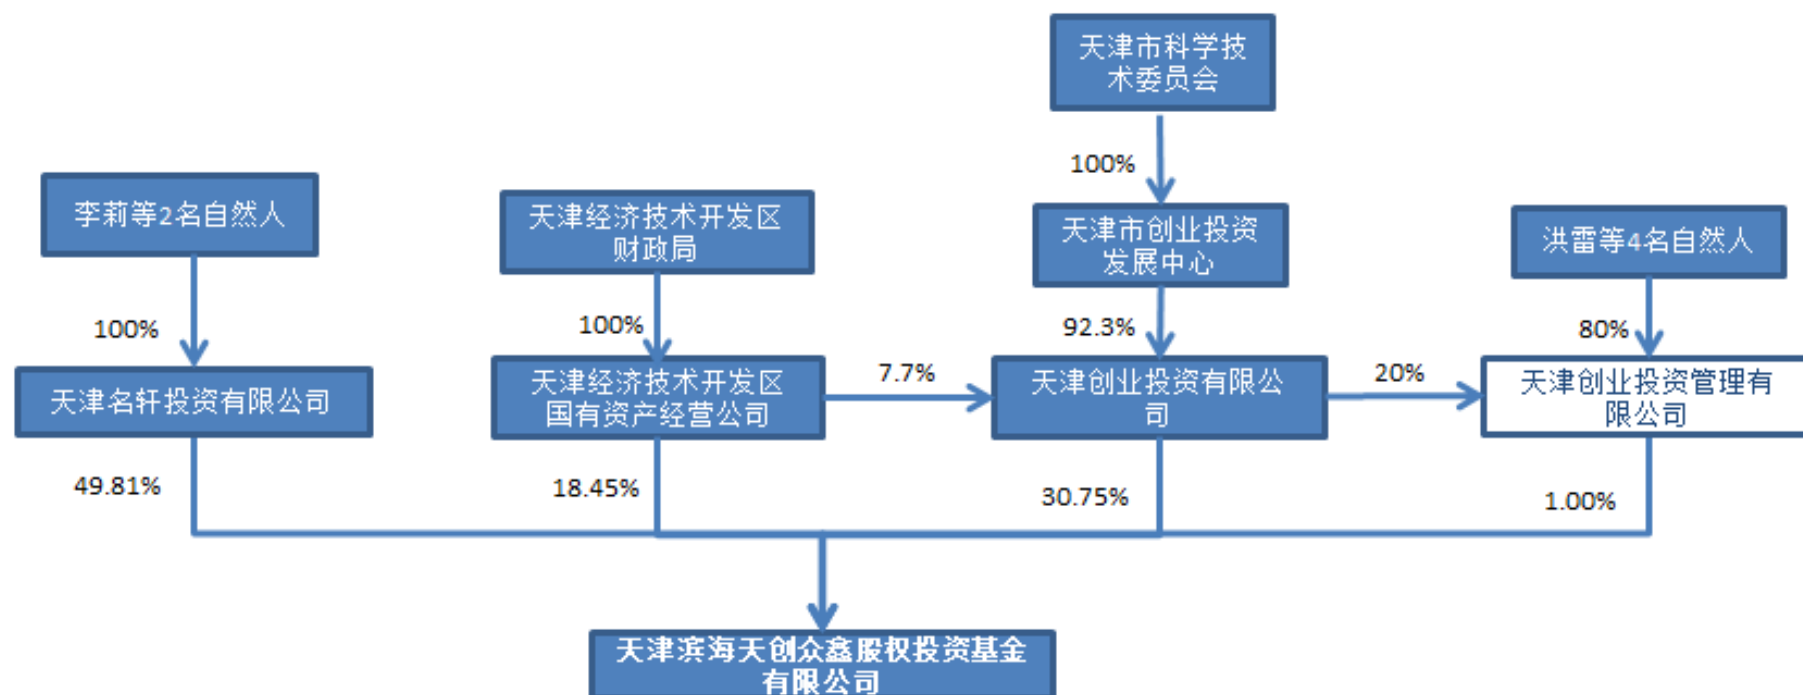 天津市科学技
术委员会
100%
李莉等2名自然人
天津经济技术开发区
财政局
天津市创业投资
发展中心
洪雷等4名自然人
100%
100%
92.3%
80%
天津名轩投资有限公司
天津经济技术开发区
国有资产经营公司
7.7%
天津创业投资有限公
司
20%
天津创业投资管理有
限公司
49.81%
18.45%
30.75%
1.00%
天津滨海天创众鑫股权投资基金
有限公司